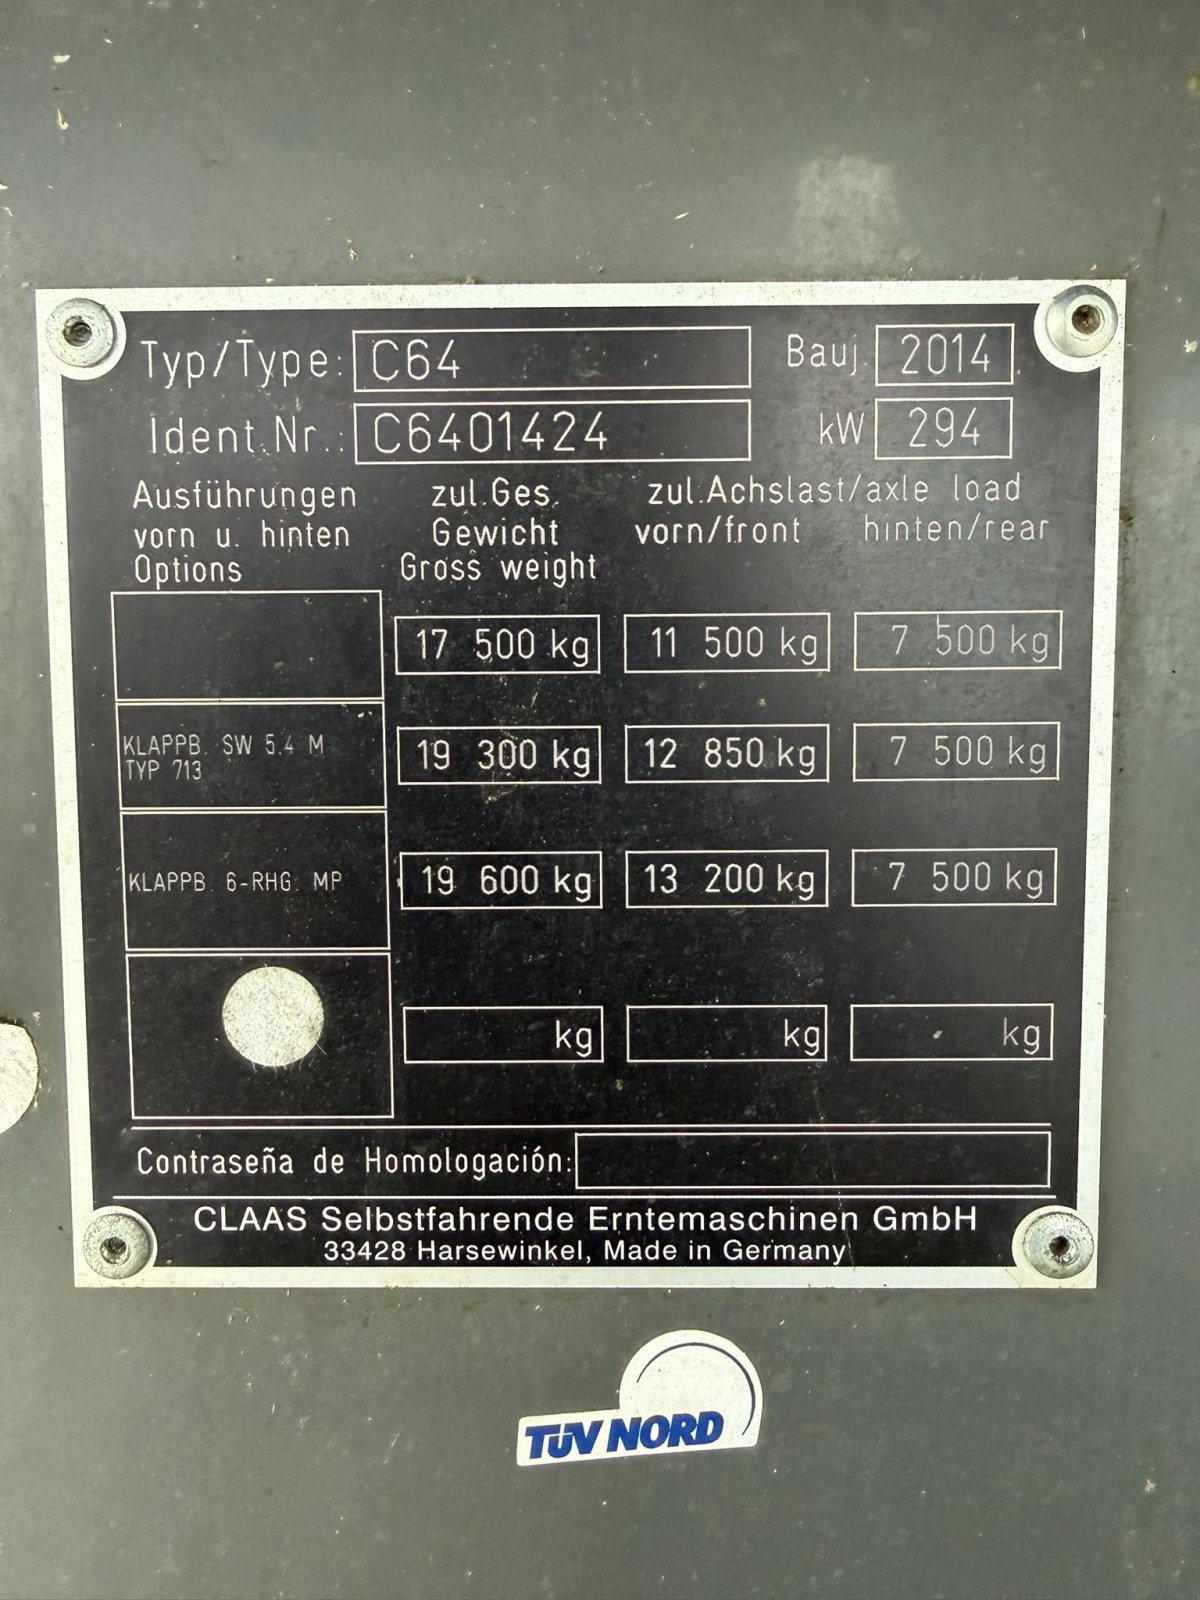 Typ/Type: C64 Bauj. 2014
Ident.Nr.: C6401424 kW 294
Ausführungen vorn u. hinten Options
zul.Ges. Gewicht Gross weight
zul.Achslast/axle load
vorn/front hinten/rear
17 500 kg 11 500 kg 7 500 kg
KLAPPB. SW 5.4 M
TYP 713
19 300 kg 12 850 kg 7 500 kg
KLAPPB. 6-RHG. MP 19 600 kg 13 200 kg 7 500 kg
kg kg kg
Contraseña de Homologación:
CLAAS Selbstfahrende Erntemaschinen GmbH
33428 Harsewinkel, Made in Germany
TÜV NORD